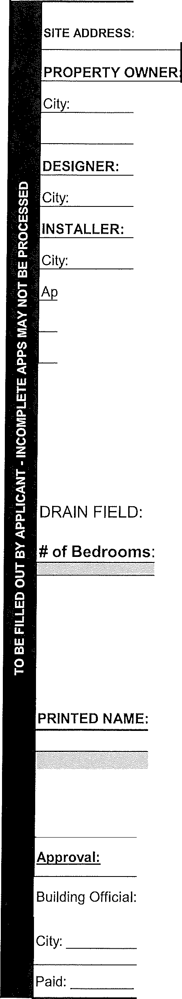 SITE ADDRESS:
PROPERTY OWNER:
City:
DESIGNER:
City:
INSTALLER:
City:
Ap
DRAIN FIELD:
# of Bedrooms:
PRINTED NAME:
Approval:
Building Official:
City:
Paid:
TO BE FILLED OUT BY APPLICANT - INCOMPLETE APPS MAY NOT BE PROCESSED